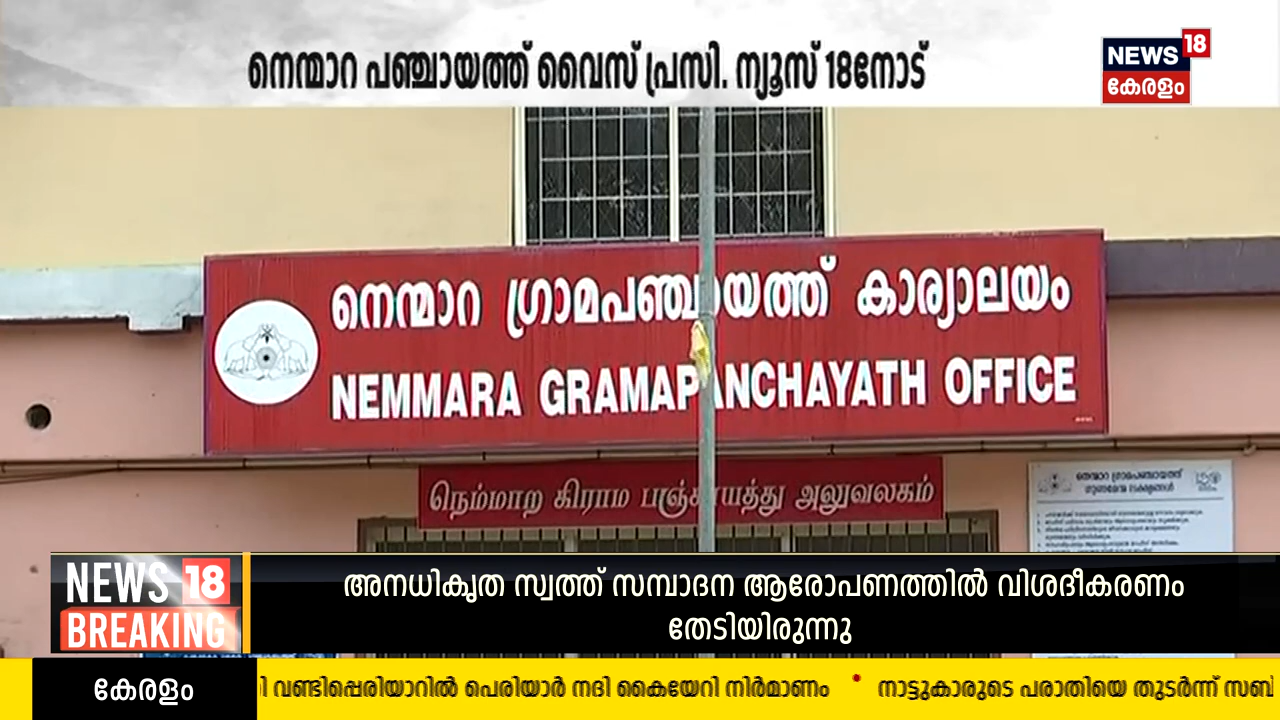 നെന്മാറ പഞ്ചായത്ത് വൈസ് പ്രസി. ന്യൂസ് 18നോട്
NEWS 18
കേരളം
നെന്മാറ ഗ്രാമപഞ്ചായത്ത് കാര്യാലയം
NEMMARA GRAMAPANCHAYATH OFFICE
நெம்மாற கிராம பஞ்சாயத்து அலுவலகம்
നെന്മാറ ഗ്രാമപഞ്ചായത്ത്
NEWS 18
BREAKING
അനധികൃത സ്വത്ത് സമ്പാദന ആരോപണത്തിൽ വിശദീകരണം
തേടിയിരുന്നു
കേരളം
വണ്ടിപ്പെരിയാറിൽ പെരിയാർ നദി കൈയേറി നിർമാണം • നാട്ടുകാരുടെ പരാതിയെ തുടർന്ന് സബ്